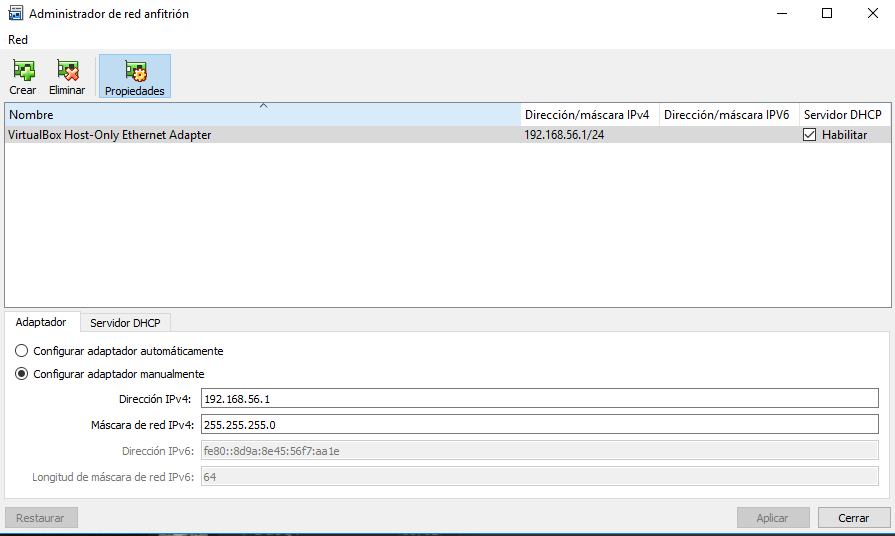 Administrador de red anfitrión
Red
Crear Eliminar Propiedades
Nombre Dirección/máscara IPv4 Dirección/máscara IPV6 Servidor DHCP
VirtualBox Host-Only Ethernet Adapter 192.168.56.1/24 Habilitar
Adaptador Servidor DHCP
Configurar adaptador automáticamente
Configurar adaptador manualmente
Dirección IPv4: 192.168.56.1
Máscara de red IPv4: 255.255.255.0
Dirección IPv6: fe80::8d9a:8e45:56f7:aa1e
Longitud de máscara de red IPv6: 64
Restaurar Aplicar Cerrar